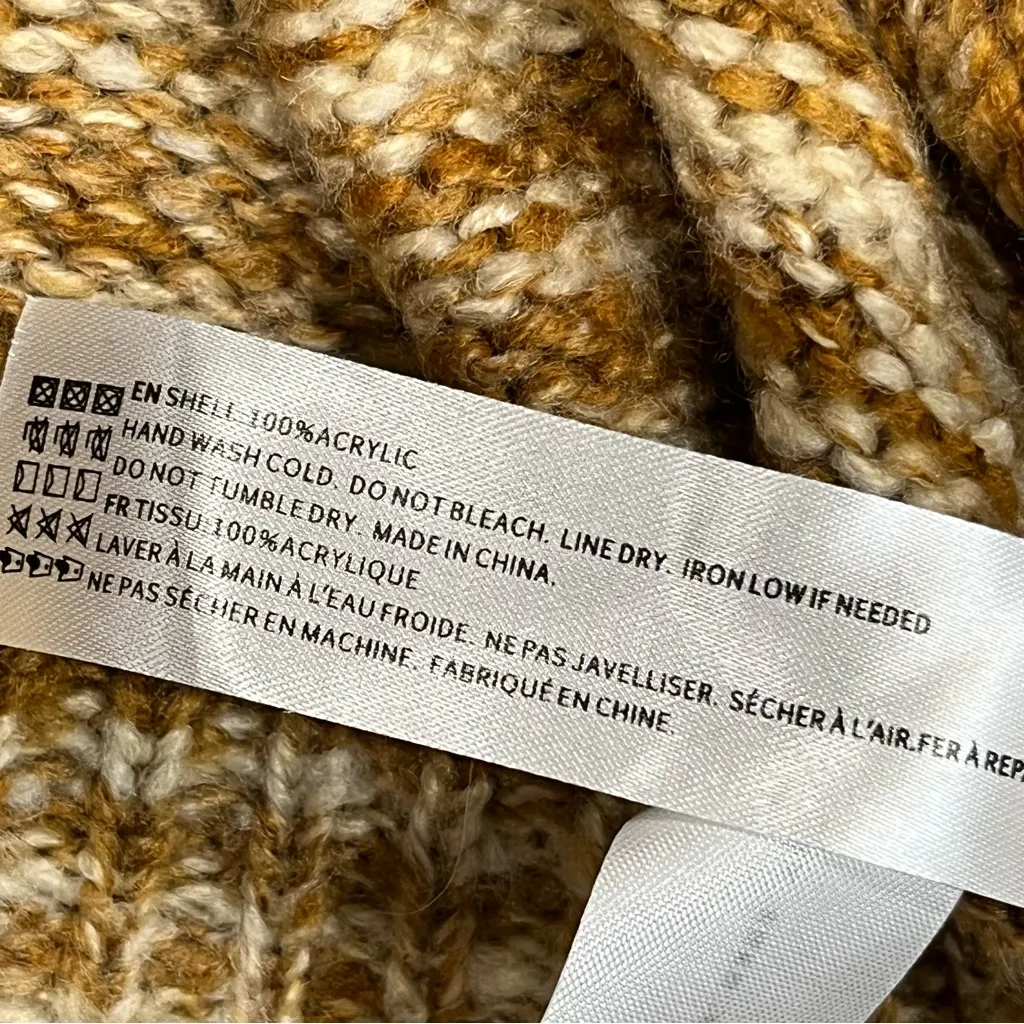 EN SHELL 100%ACRYLIC
HAND WASH COLD. DO NOT BLEACH. LINE DRY. IRON LOW IF NEEDED
DO NOT TUMBLE DRY. MADE IN CHINA.
FR TISSU 100%ACRYLIQUE
LAVER À LA MAIN À L'EAU FROIDE. NE PAS JAVELLISER. SÉCHER À L'AIR.FER À
NE PAS SÉCHER EN MACHINE. FABRIQUÉ EN CHINE.